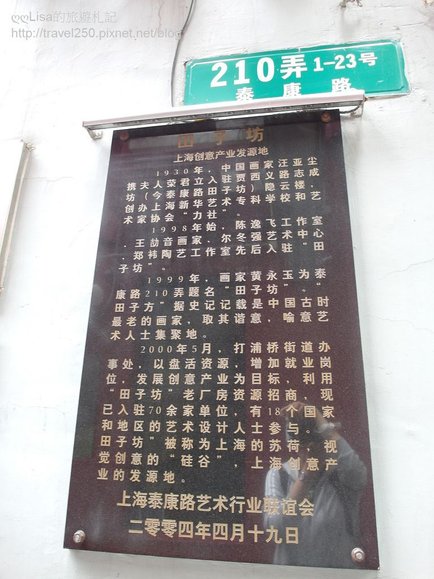 ღღLisa的旅遊札記
http://travel250.pixnet.net/blog
210弄 1-23号
泰康路
田子坊
上海创意产业发源地
1930年，中国画家汪亚尘
携夫人荣君立入驻贾西义路志成
坊（今泰康路田子坊）隐云楼，
创办上海新华艺术专科学校和艺
术家协会“力社”。
1998年始，陈逸飞工作室
、王劼音画家、尔冬强艺术中心
、郑祎陶艺工作室先后入驻“田
子坊”。
1999年，画家黄永玉为泰
康路210弄题名“田子坊”。“
田子方”据史记记载是中国古时
最老的画家，取其谐意，喻意艺
术人士集聚地。
2000年5月，打浦桥街道办
事处，以盘活资源，增加就业岗
位，发展创意产业为目标，利用
“田子坊”老厂房资源招商，现
已入驻70余家单位，有18个国家
和地区的艺术设计人士参与。“
田子坊”被称为上海的苏荷，视
觉创意的“硅谷”，上海创意产
业的发源地。
上海泰康路艺术行业联谊会
二零零四年四月十九日